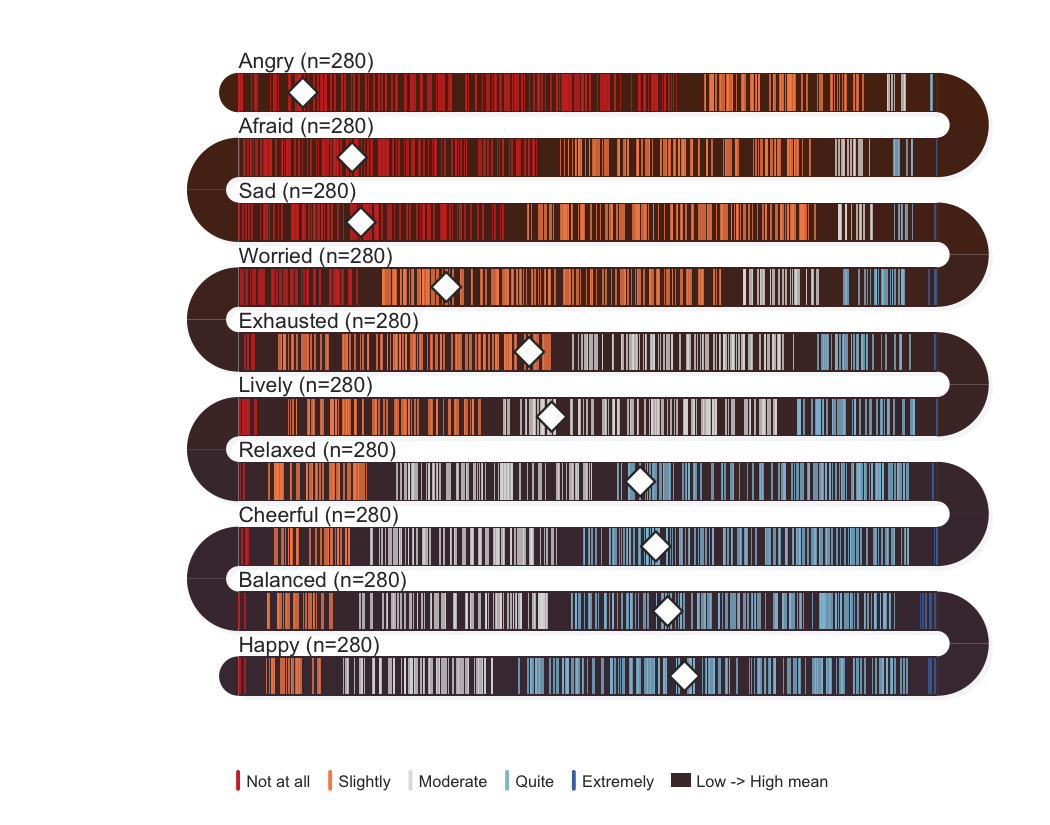 Angry (n=280)
Afraid (n=280)
Sad (n=280)
Worried (n=280)
Exhausted (n=280)
Lively (n=280)
Relaxed (n=280)
Cheerful (n=280)
Balanced (n=280)
Happy (n=280)
Not at all Slightly Moderate Quite Extremely Low -> High mean